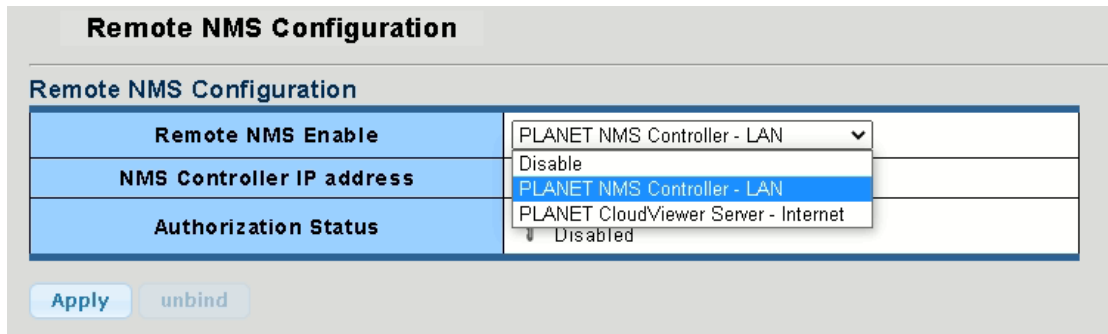 Remote NMS Configuration
Remote NMS Configuration
Remote NMS Enable
PLANET NMS Controller - LAN
Disable
NMS Controller IP address
PLANET NMS Controller - LAN
PLANET CloudViewer Server - Internet
Authorization Status
Disabled
Apply
unbind